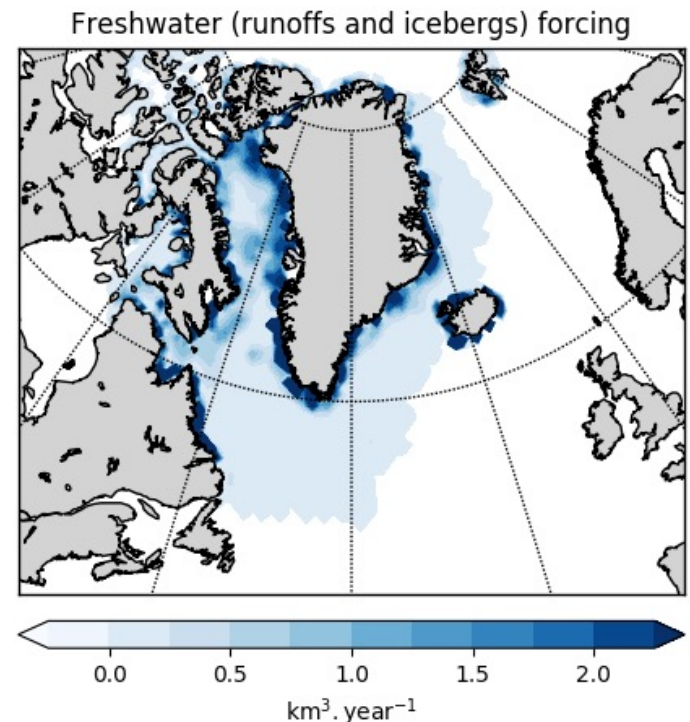 Freshwater (runoffs and icebergs) forcing
0.0 0.5 1.0 1.5 2.0
km³. year⁻¹